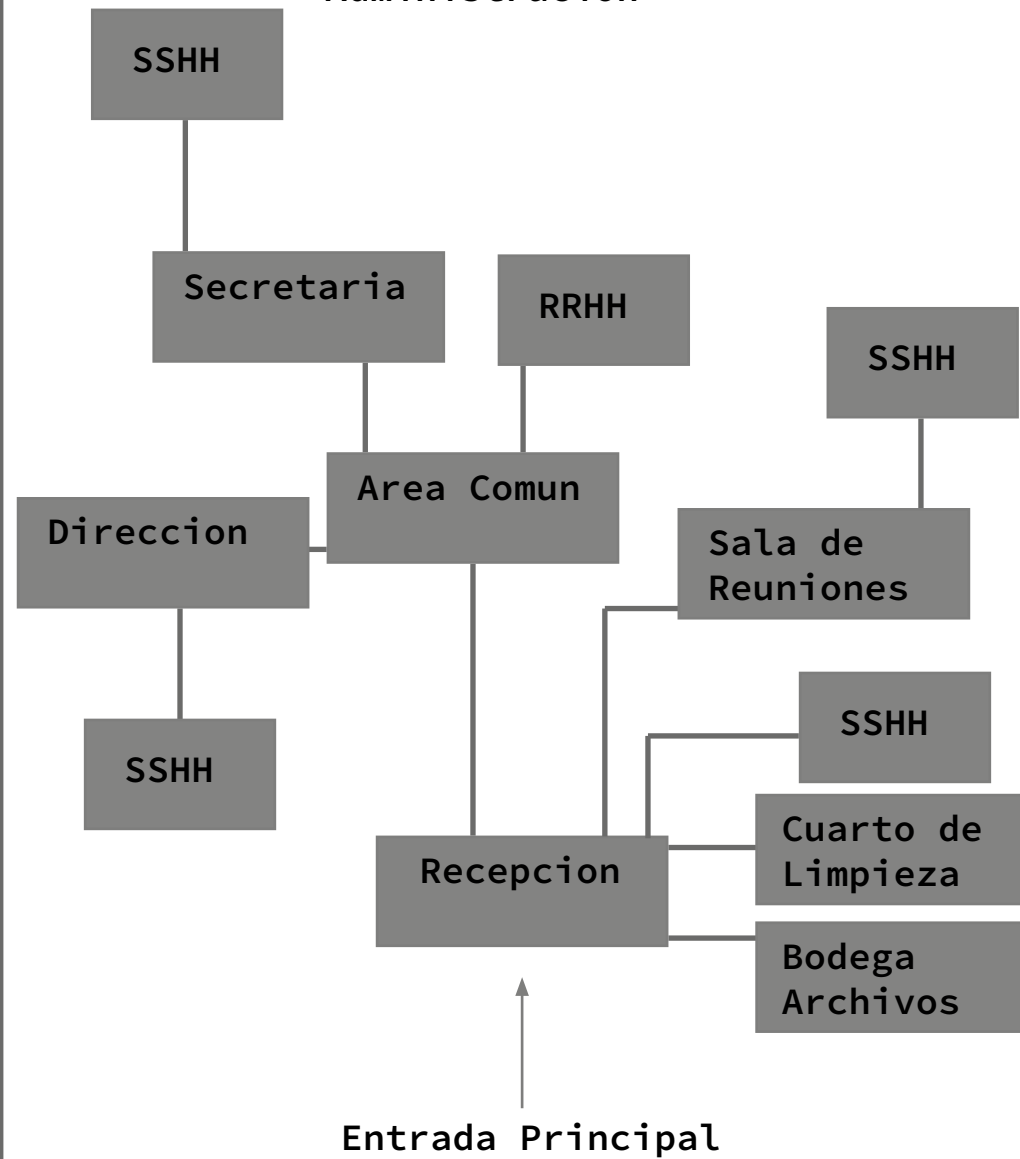 SSHH
Secretaria
RRHH
SSHH
Area Comun
Direccion
Sala de
Reuniones
SSHH
SSHH
Cuarto de
Limpieza
Recepcion
Bodega
Archivos
Entrada Principal